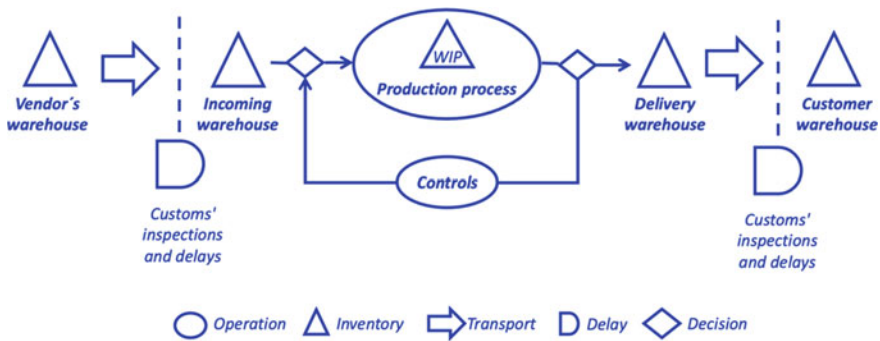 WIP
Production process
Vendor´s
warehouse
Incoming
warehouse
Delivery
warehouse
Customer
warehouse
Controls
Customs'
inspections
and delays
Customs'
inspections
and delays
Operation
Inventory
Transport
Delay
Decision